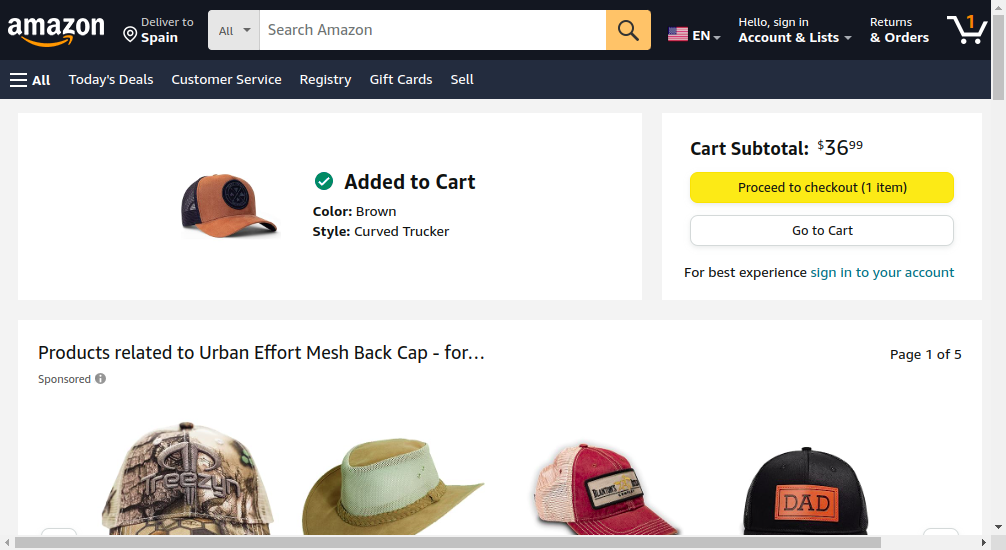 amazon
Deliver to
Spain
All
Search Amazon
EN
Hello, sign in
Account & Lists
Returns
& Orders
1
All
Today's Deals
Customer Service
Registry
Gift Cards
Sell
Added to Cart
Color: Brown
Style: Curved Trucker
Cart Subtotal: $36.99
Proceed to checkout (1 item)
Go to Cart
For best experience sign in to your account
Products related to Urban Effort Mesh Back Cap - for…
Page 1 of 5
Sponsored
Treezyn
DAD